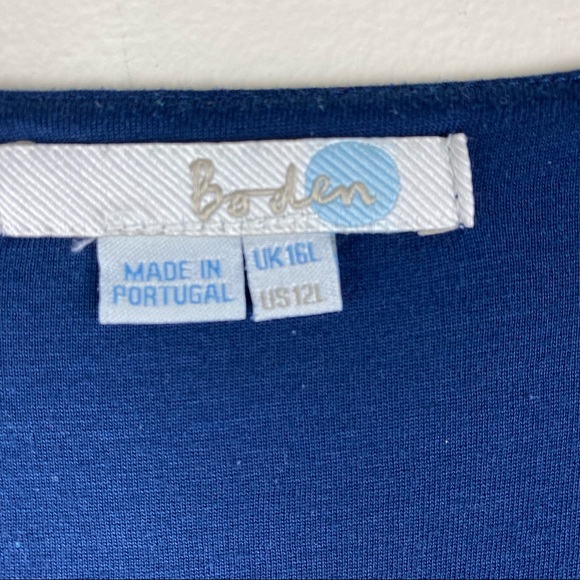 Boden
MADE IN
PORTUGAL
UK16L
US12L